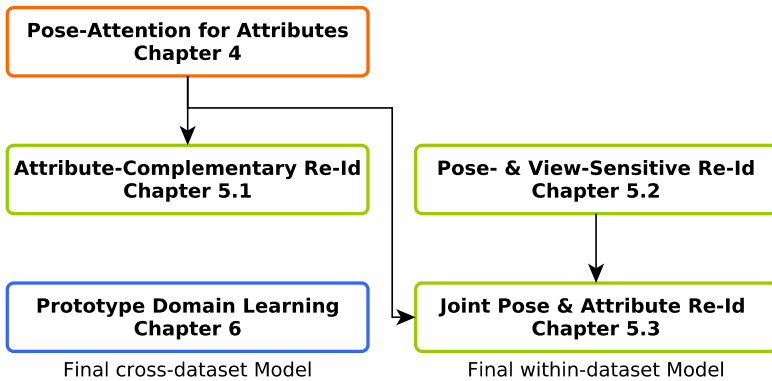 Pose-Attention for Attributes
Chapter 4
Attribute-Complementary Re-Id
Chapter 5.1
Pose- & View-Sensitive Re-Id
Chapter 5.2
Prototype Domain Learning
Chapter 6
Joint Pose & Attribute Re-Id
Chapter 5.3
Final cross-dataset Model
Final within-dataset Model